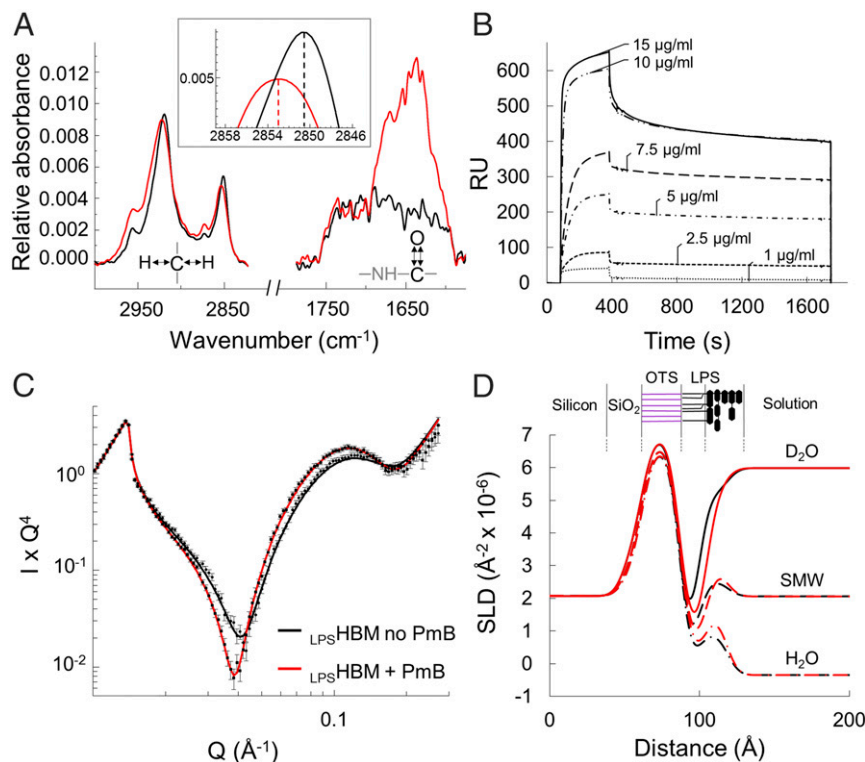 A
Relative absorbance
0.012
0.010
0.008
0.006
0.004
0.002
0.000
0.005
2858 2854 2850 2846
H C H
O
–NH–C–
2950 2850 1750 1650
Wavenumber (cm⁻¹)
B
RU
600
500
400
300
200
100
0
15 µg/ml
10 µg/ml
7.5 µg/ml
5 µg/ml
2.5 µg/ml
1 µg/ml
0 400 800 1200 1600
Time (s)
C
I x Q⁴
10⁰
10⁻¹
10⁻²
LPSHBM no PmB
LPSHBM + PmB
0.1
Q (Å⁻¹)
D
OTS LPS
Silicon SiO₂ Solution
SLD (Å⁻² x 10⁻⁶)
7
6
5
4
3
2
1
0
-1
D₂O
SMW
H₂O
0 100 200
Distance (Å)